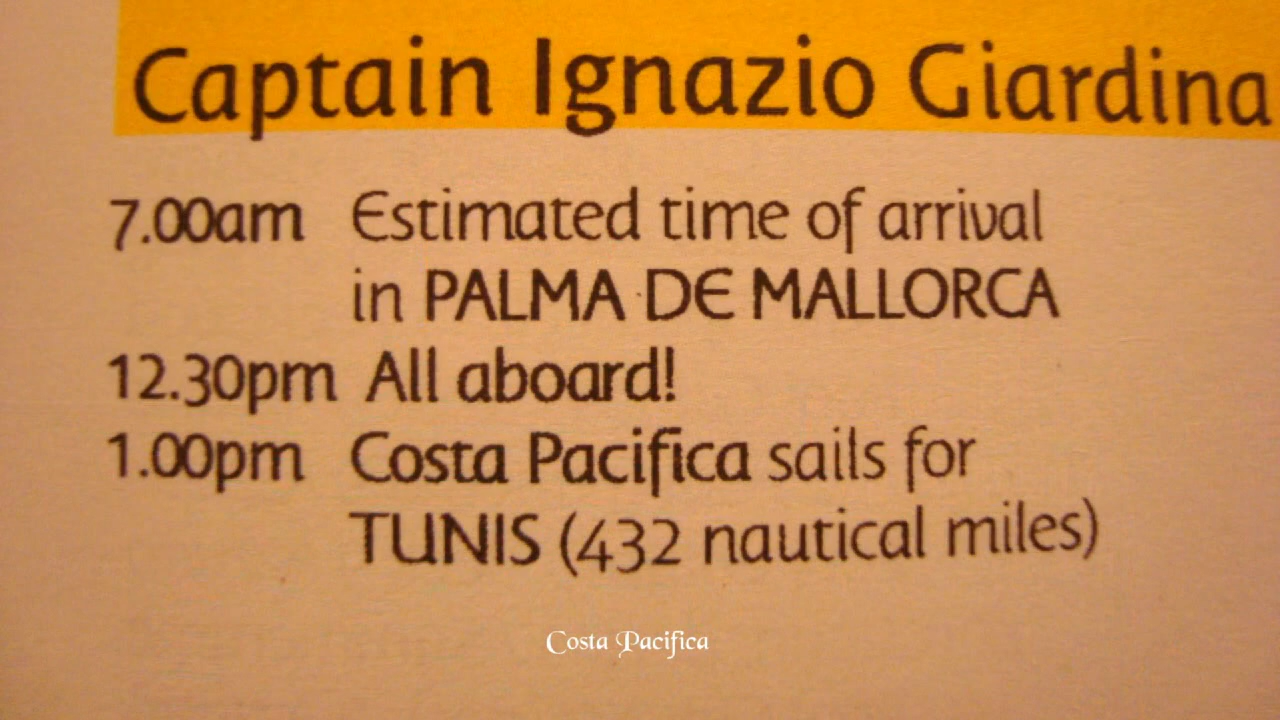 Captain Ignazio Giardina
7.00am Estimated time of arrival
in PALMA DE MALLORCA
12.30pm All aboard!
1.00pm Costa Pacifica sails for
TUNIS (432 nautical miles)
Costa Pacifica